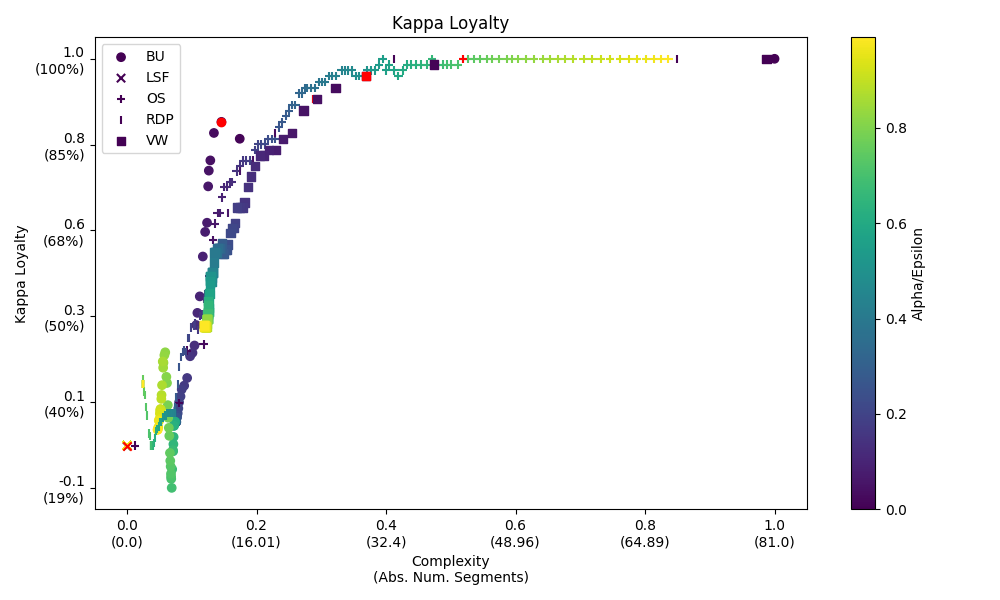 Kappa Loyalty
BU
LSF
OS
RDP
VW
1.0
(100%)
0.8
(85%)
0.6
(68%)
0.3
(50%)
0.1
(40%)
-0.1
(19%)
Kappa Loyalty
0.0
(0.0)
0.2
(16.01)
0.4
(32.4)
0.6
(48.96)
0.8
(64.89)
1.0
(81.0)
Complexity
(Abs. Num. Segments)
0.8
0.6
0.4
0.2
0.0
Alpha/Epsilon